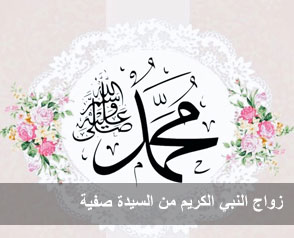 محمد
صلى الله عليه وسلم
زواج النبي الكريم من السيدة صفية